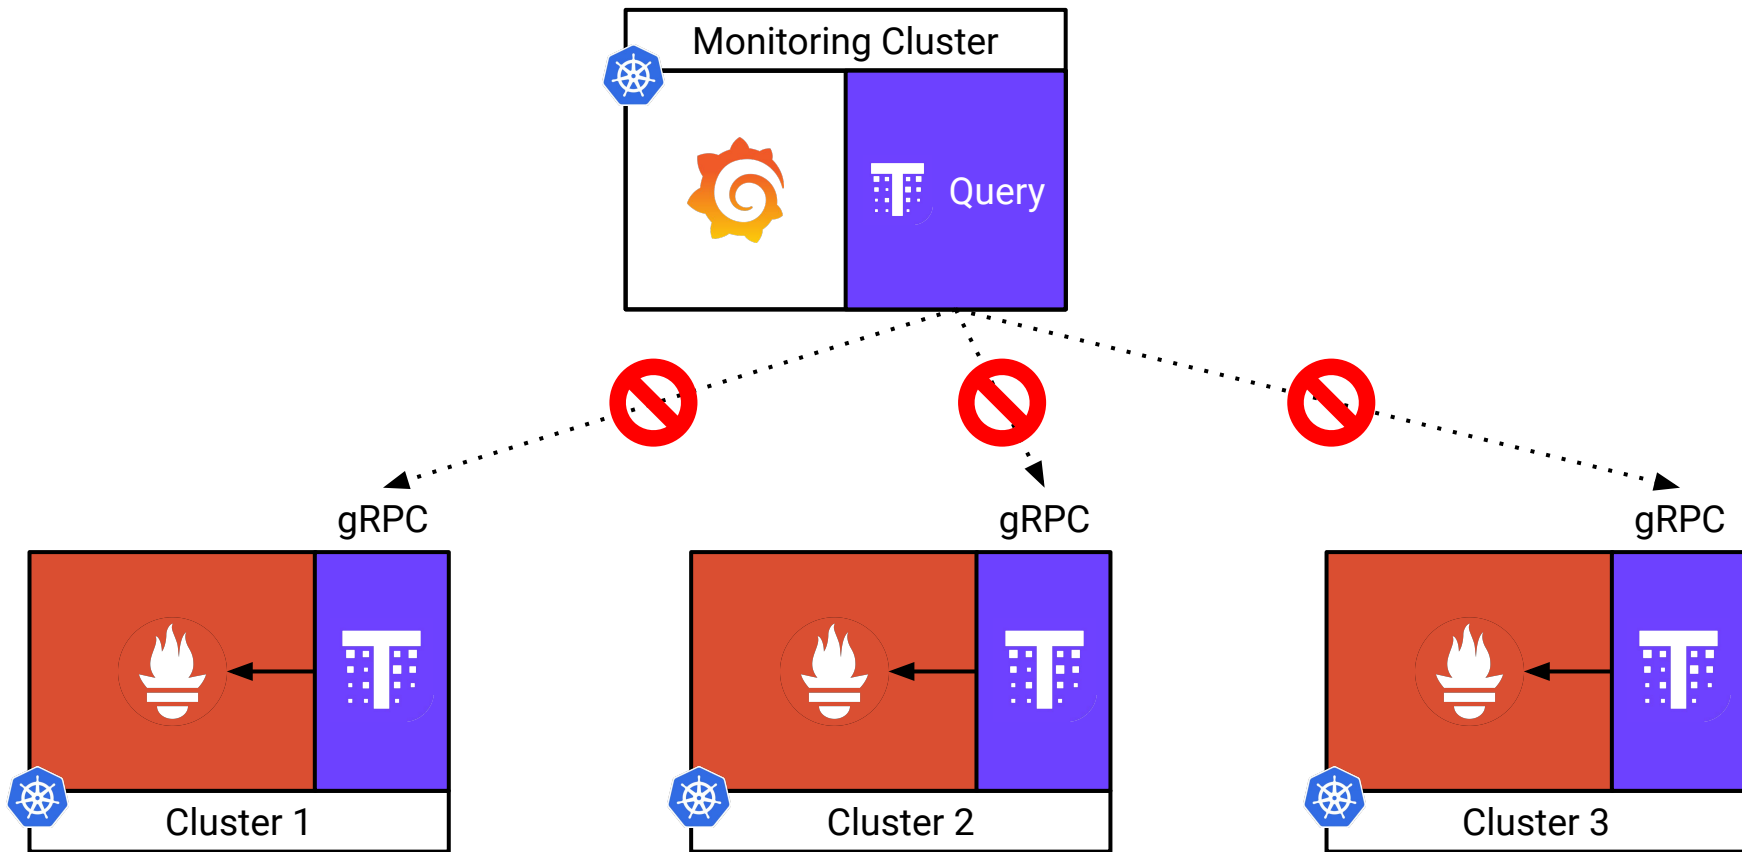 Monitoring Cluster
Query
gRPC
gRPC
gRPC
Cluster 1
Cluster 2
Cluster 3